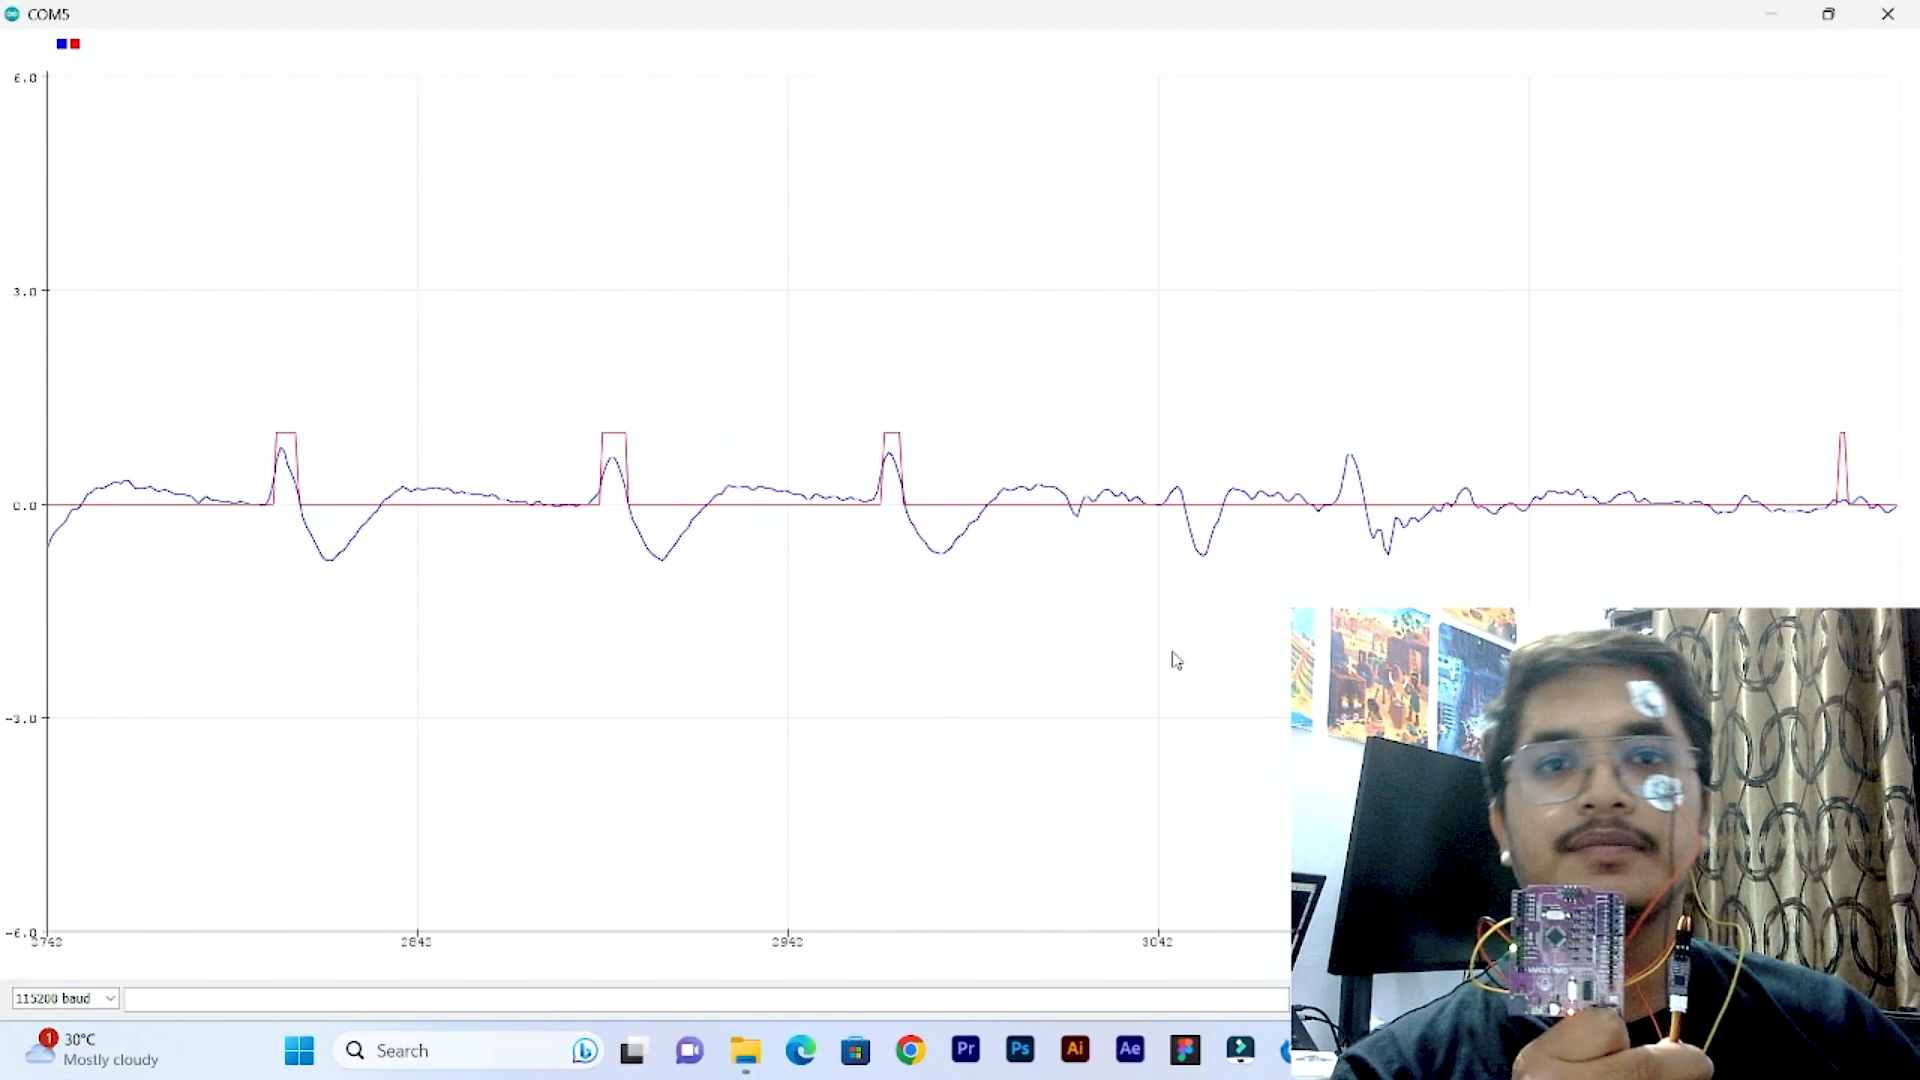 COM5
6.0
3.0
0.0
-3.0
-6.0
2742
2842
2942
3042
115200 baud
1
30°C
Mostly cloudy
Search
Pr
Ps
Ai
Ae